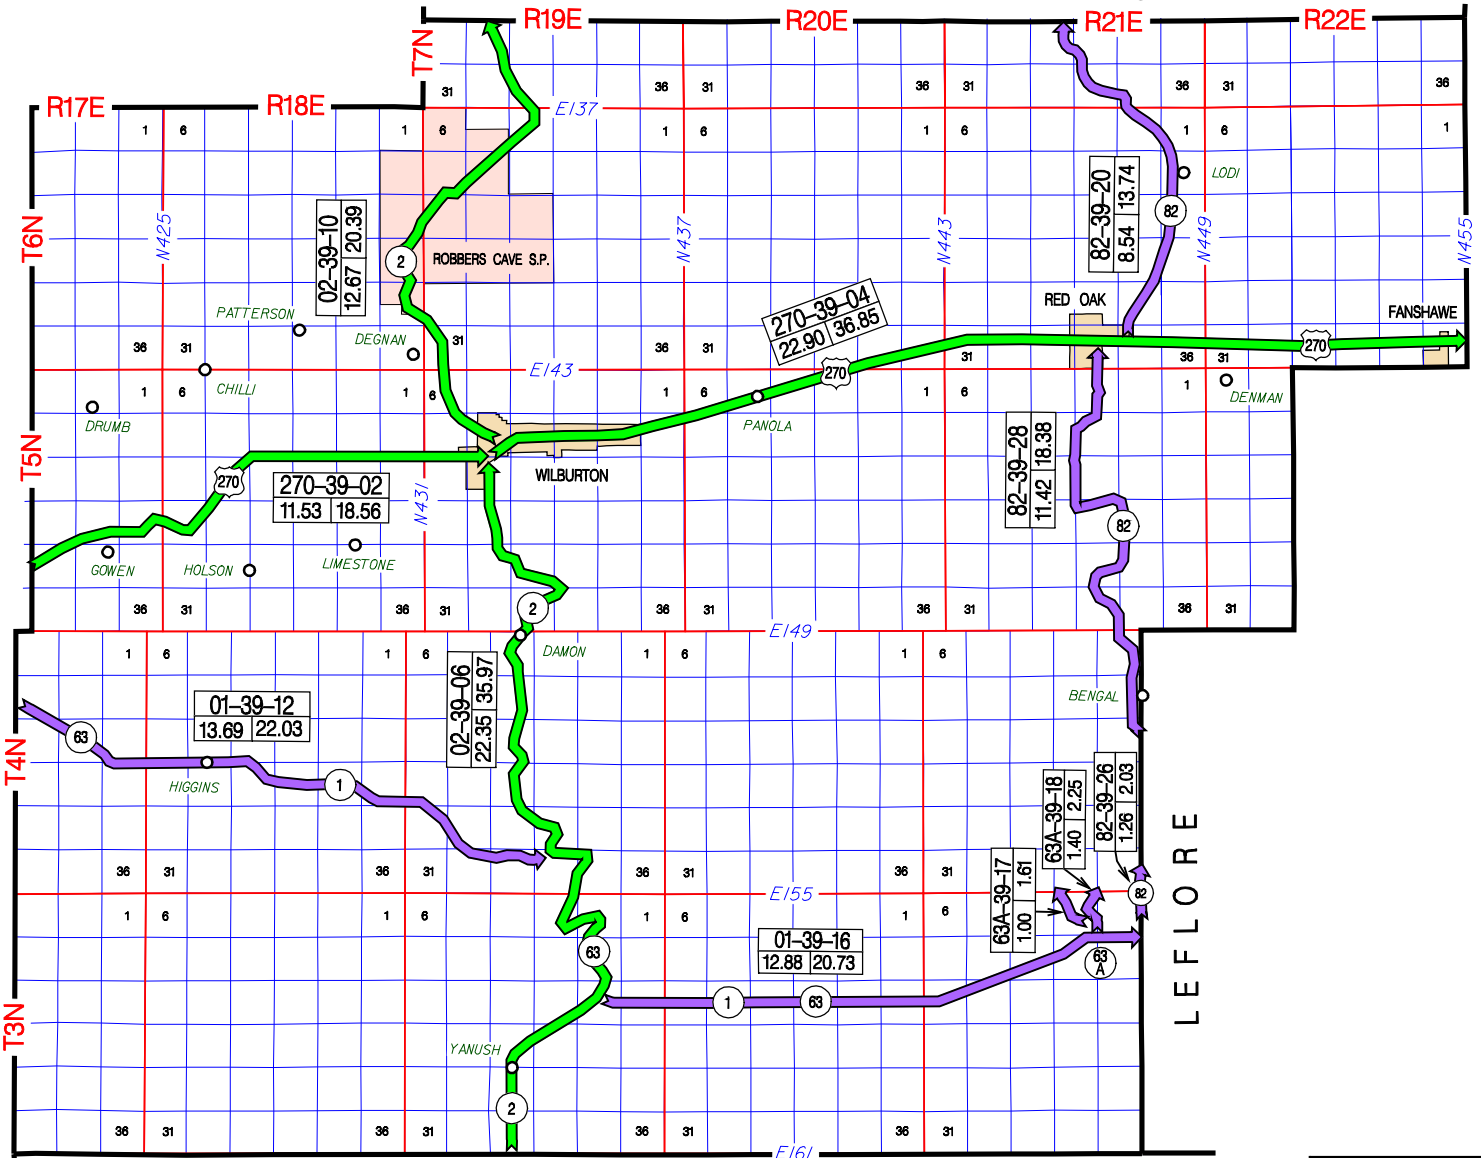 R19E R20E R21E R22E
T7N
31 36 31 36 31 36 31 36
R17E R18E
E137
1 6 1 6 1 6 1 6 1 6 1
LODI
82-39-20
8.54 13.74
82
02-39-10
12.67 20.39
T6N
N425 N437 N443 N449 N455
2
ROBBERS CAVE S.P.
270-39-04
22.90 36.85
RED OAK
FANSHAWE
PATTERSON
DEGNAN
31
270
270
36 31 36 31 31 36 31
E143
CHILLI
1 6 1 6 1 6 1 6 1
DENMAN
DRUMB
PANOLA
T5N
82-39-28
11.42 18.38
WILBURTON
270
270-39-02
11.53 18.56
N431
82
GOWEN
HOLSON
LIMESTONE
2
36 31 36 31 36 31 36 31 36 31
E149
1 6 1 6 1 6 1 6
DAMON
02-39-06
22.35 35.97
BENGAL
01-39-12
13.69 22.03
63
T4N
HIGGINS
1
63A-39-18
1.40 2.25
82-39-26
1.26 2.03
LEFLORE
36 31 36 31 36 31 36 31
63A-39-17
1.00 1.61
E155
82
1 6 1 6 1 6 1 6
63
01-39-16
12.88 20.73
63
A
1
63
T3N
YANUSH
2
36 31 36 31 36 31 36 31
E161